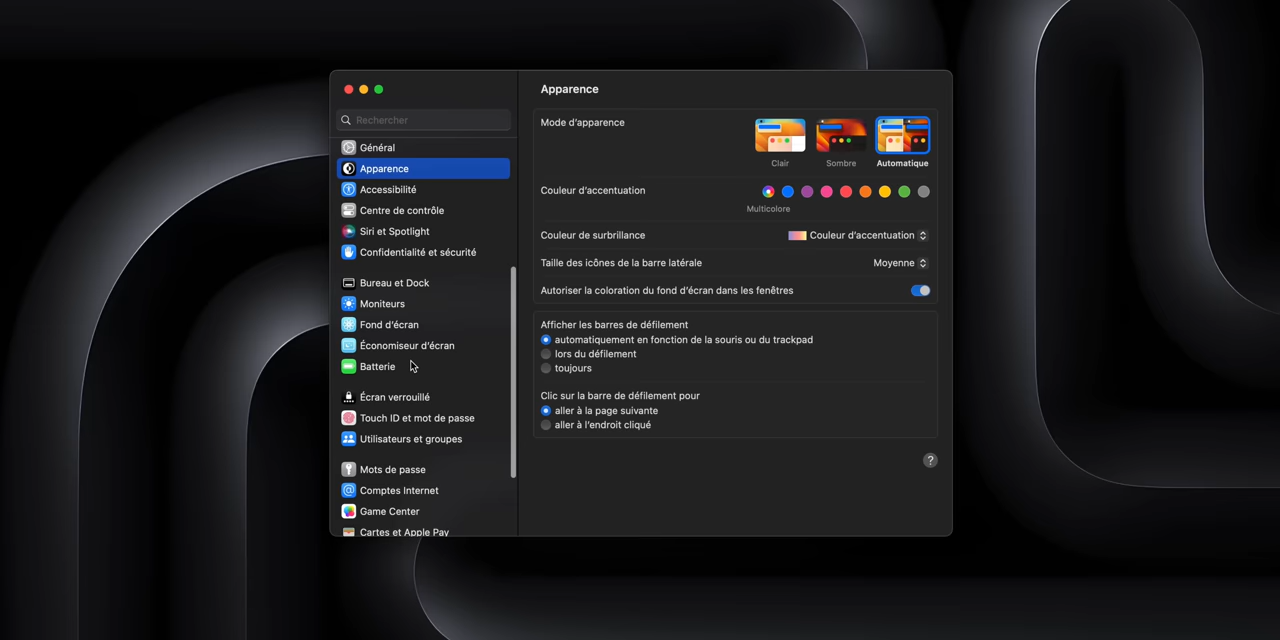 Rechercher
Général
Apparence
Accessibilité
Centre de contrôle
Siri et Spotlight
Confidentialité et sécurité
Bureau et Dock
Moniteurs
Fond d'écran
Économiseur d'écran
Batterie
Écran verrouillé
Touch ID et mot de passe
Utilisateurs et groupes
Mots de passe
Comptes Internet
Game Center
Cartes et Apple Pay
Apparence
Mode d'apparence
Clair
Sombre
Automatique
Couleur d'accentuation
Multicolore
Couleur de surbrillance
Couleur d'accentuation
Taille des icônes de la barre latérale
Moyenne
Autoriser la coloration du fond d'écran dans les fenêtres
Afficher les barres de défilement
automatiquement en fonction de la souris ou du trackpad
lors du défilement
toujours
Clic sur la barre de défilement pour
aller à la page suivante
aller à l'endroit cliqué
?